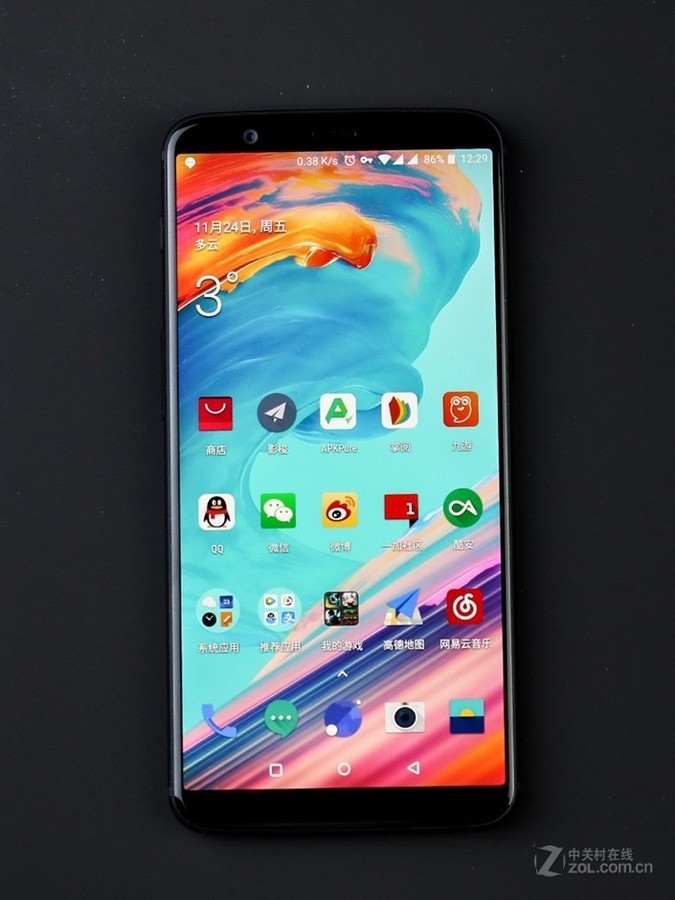 0.38 K/s 86% 12:29
11月24日, 周五
多云
3°
商店 影梭 APKPure 掌阅 九游
1
QQ 微信 微博 一加社区 酷安
23
系统应用 推荐应用 我的游戏 高德地图 网易云音乐
Z 中关村在线
ZOL.COM.CN